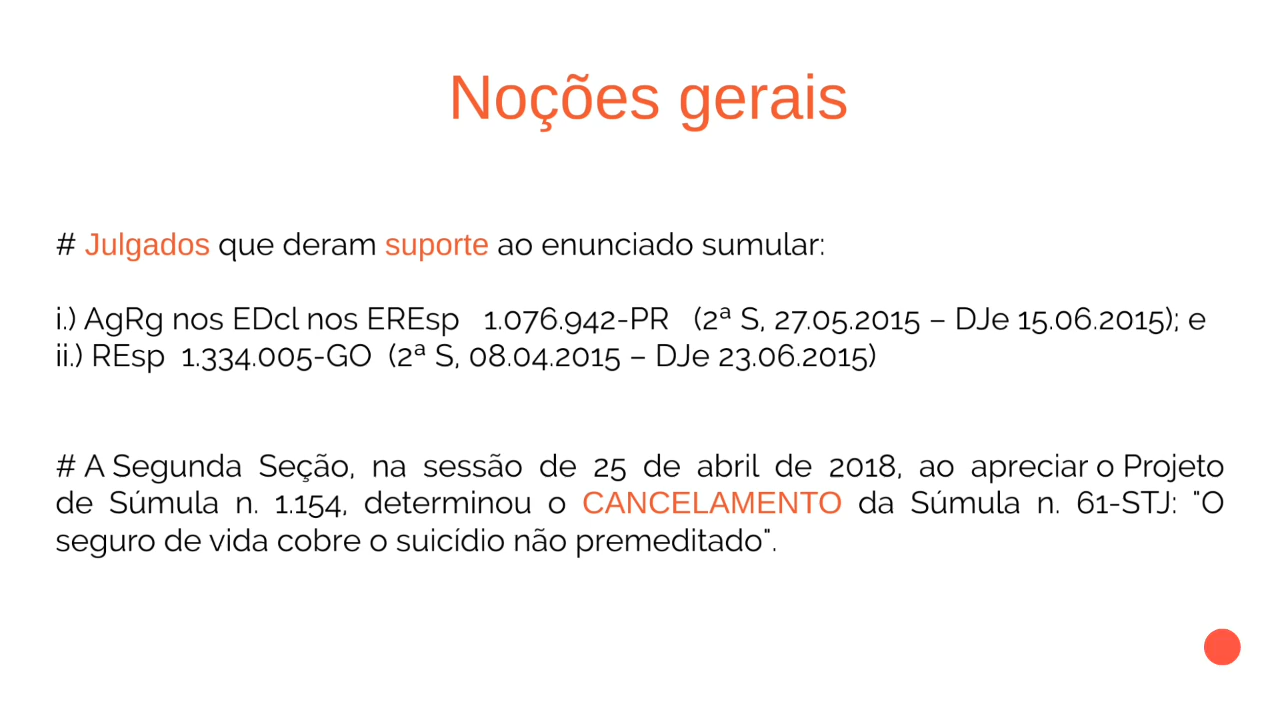 Noções gerais
# Julgados que deram suporte ao enunciado sumular:
i.) AgRg nos EDcl nos EREsp 1.076.942-PR (2ª S, 27.05.2015 – DJe 15.06.2015); e
ii.) REsp 1.334.005-GO (2ª S, 08.04.2015 – DJe 23.06.2015)
# A Segunda Seção, na sessão de 25 de abril de 2018, ao apreciar o Projeto
de Súmula n. 1.154, determinou o CANCELAMENTO da Súmula n. 61-STJ: "O
seguro de vida cobre o suicídio não premeditado".